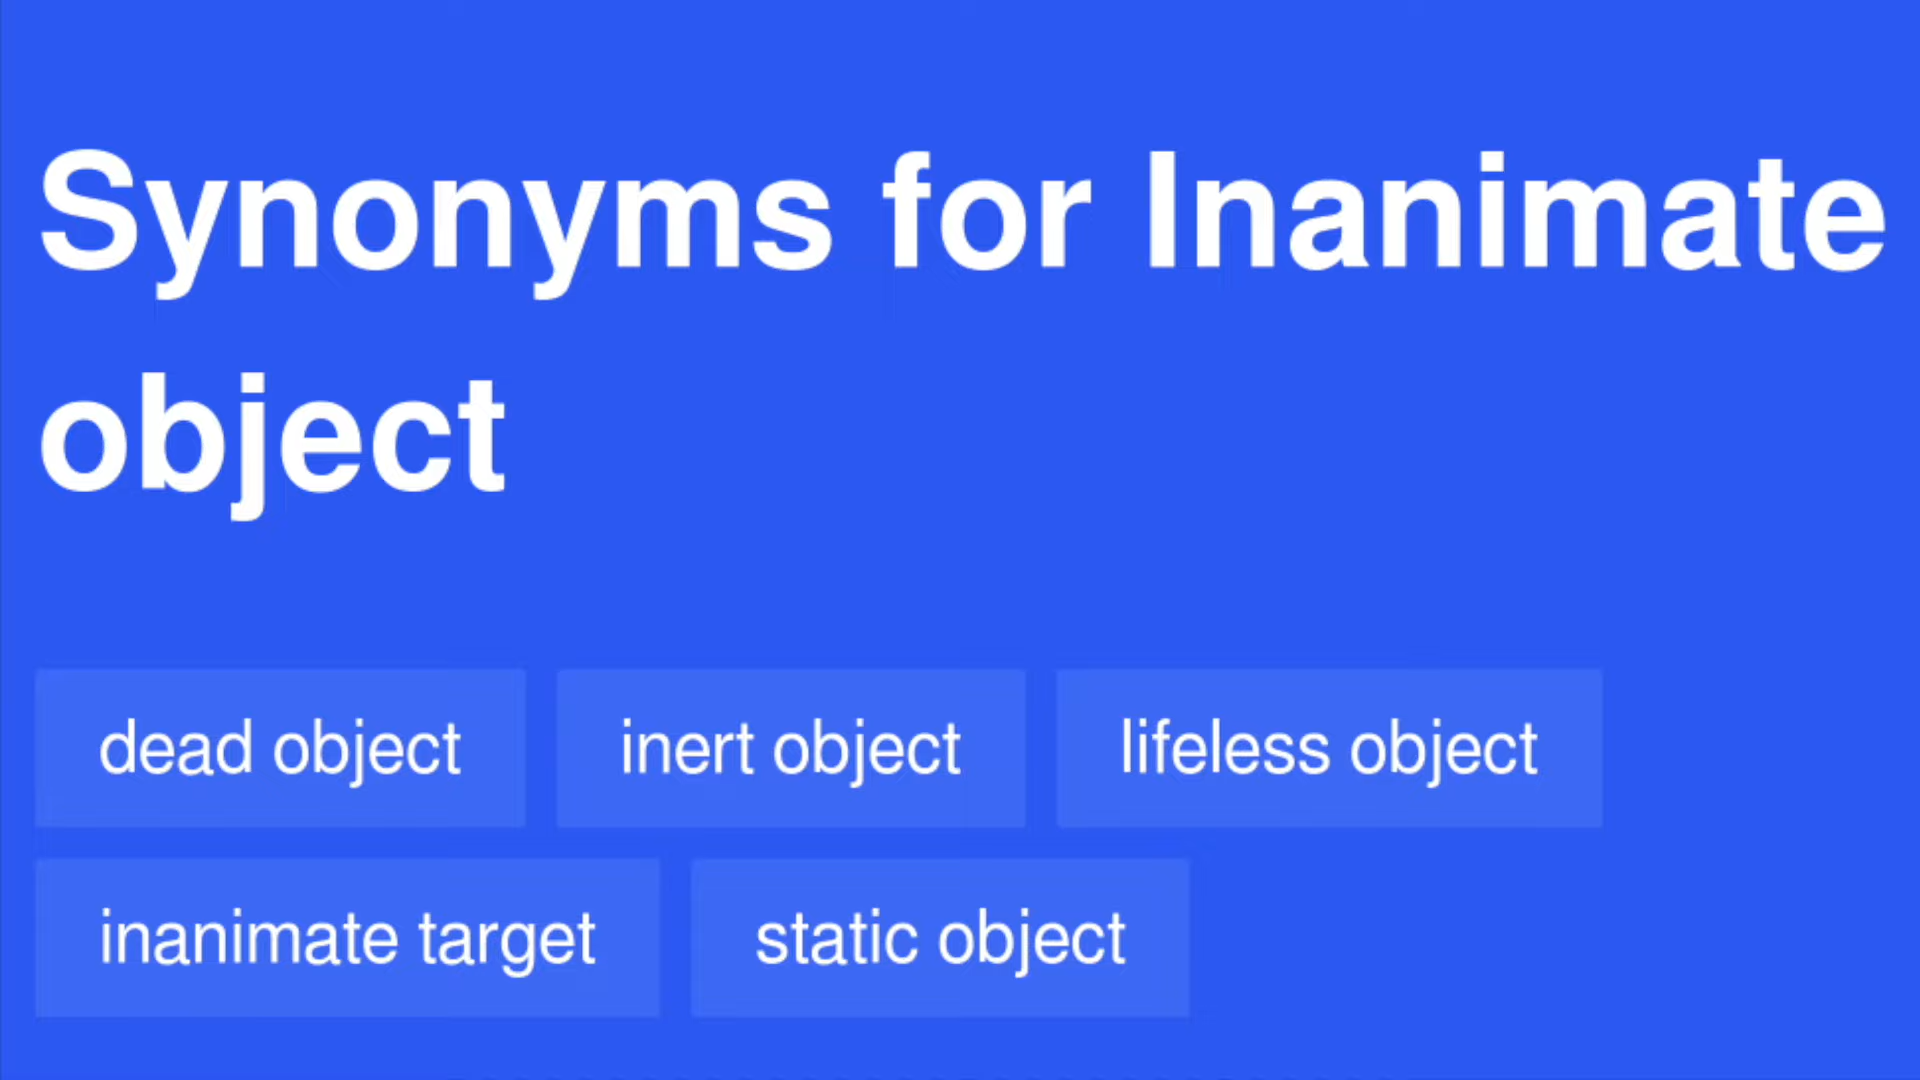 Synonyms for Inanimate
object
dead object
inert object
lifeless object
inanimate target
static object